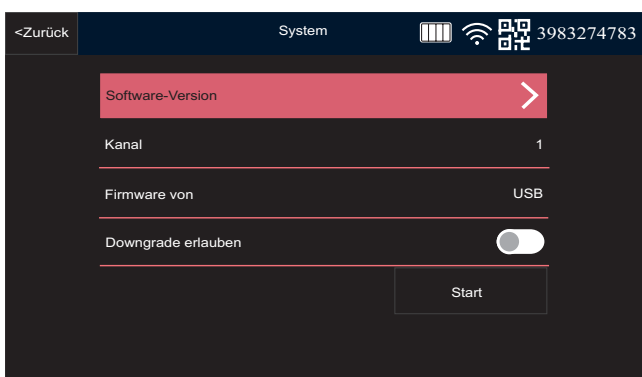 <Zurück System 3983274783
Software-Version
Kanal 1
Firmware von USB
Downgrade erlauben
Start